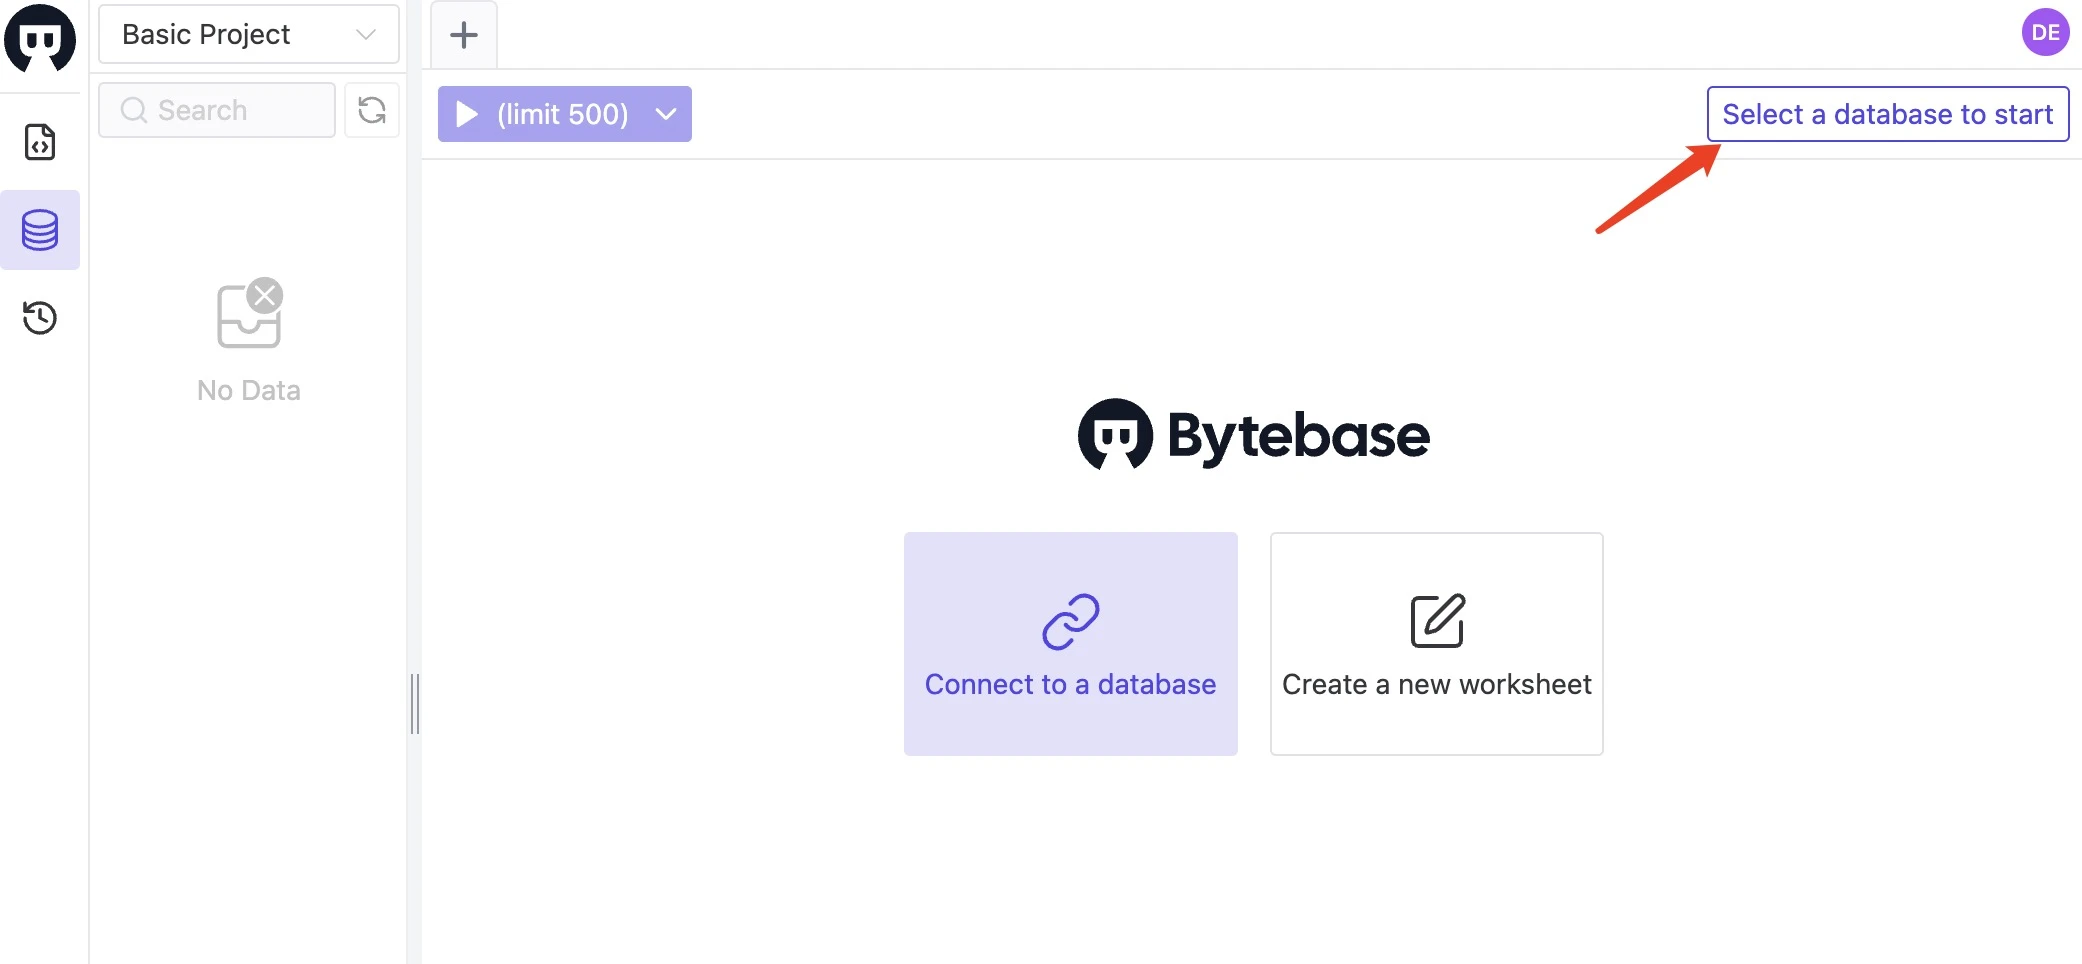 Basic Project
DE
Search
(limit 500)
Select a database to start
No Data
Bytebase
Connect to a database
Create a new worksheet